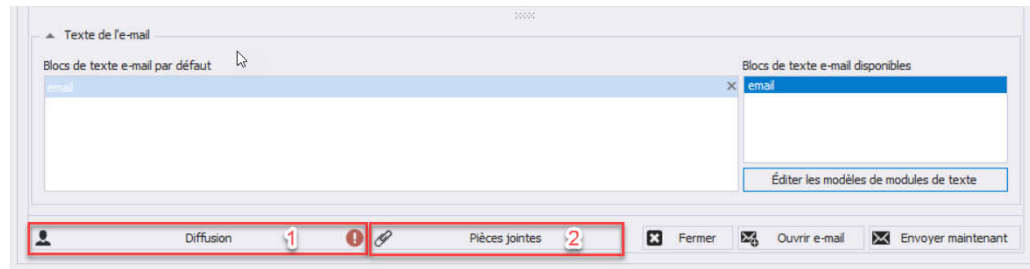 Texte de l'e-mail
Blocs de texte e-mail par défaut
Blocs de texte e-mail disponibles
email
email
Éditer les modèles de modules de texte
Diffusion 1 Pièces jointes 2 Fermer Ouvrir e-mail Envoyer maintenant